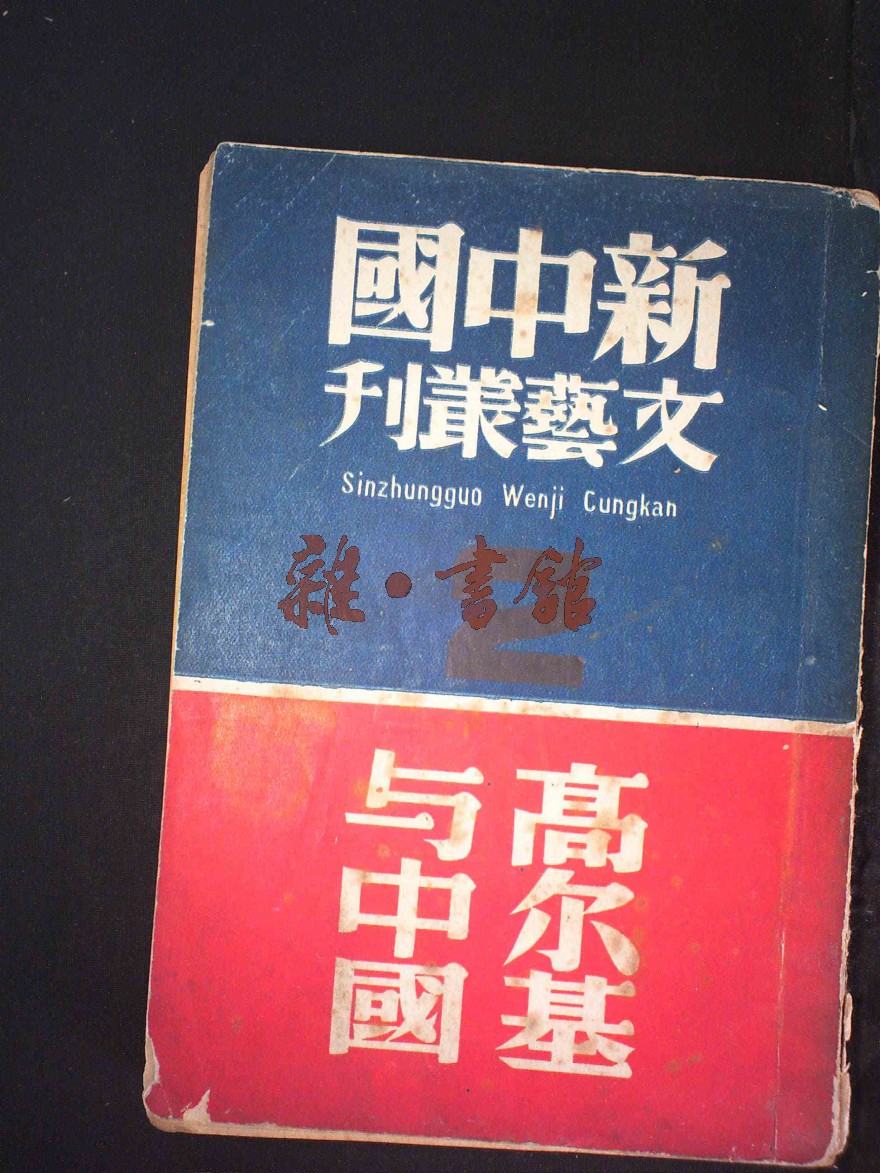 新中國
文藝叢刊
Sinzhungguo Wenji Cungkan
2
雜·書館
高尔基
与中國